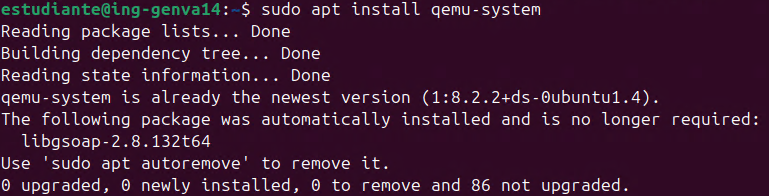 estudiante@ing-genva14:~$ sudo apt install qemu-system
Reading package lists... Done
Building dependency tree... Done
Reading state information... Done
qemu-system is already the newest version (1:8.2.2+ds-0ubuntu1.4).
The following package was automatically installed and is no longer required:
  libgsoap-2.8.132t64
Use 'sudo apt autoremove' to remove it.
0 upgraded, 0 newly installed, 0 to remove and 86 not upgraded.